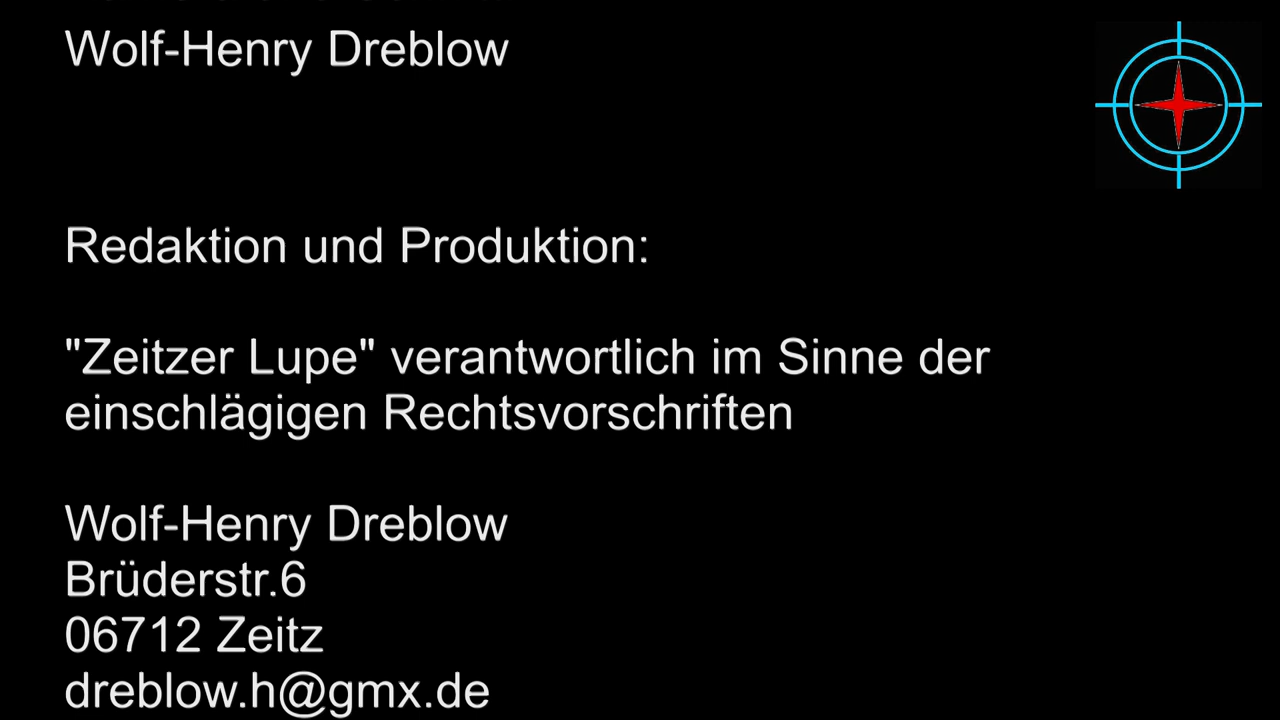 Wolf-Henry Dreblow
Redaktion und Produktion:
"Zeitzer Lupe" verantwortlich im Sinne der
einschlägigen Rechtsvorschriften
Wolf-Henry Dreblow
Brüderstr.6
06712 Zeitz
dreblow.h@gmx.de